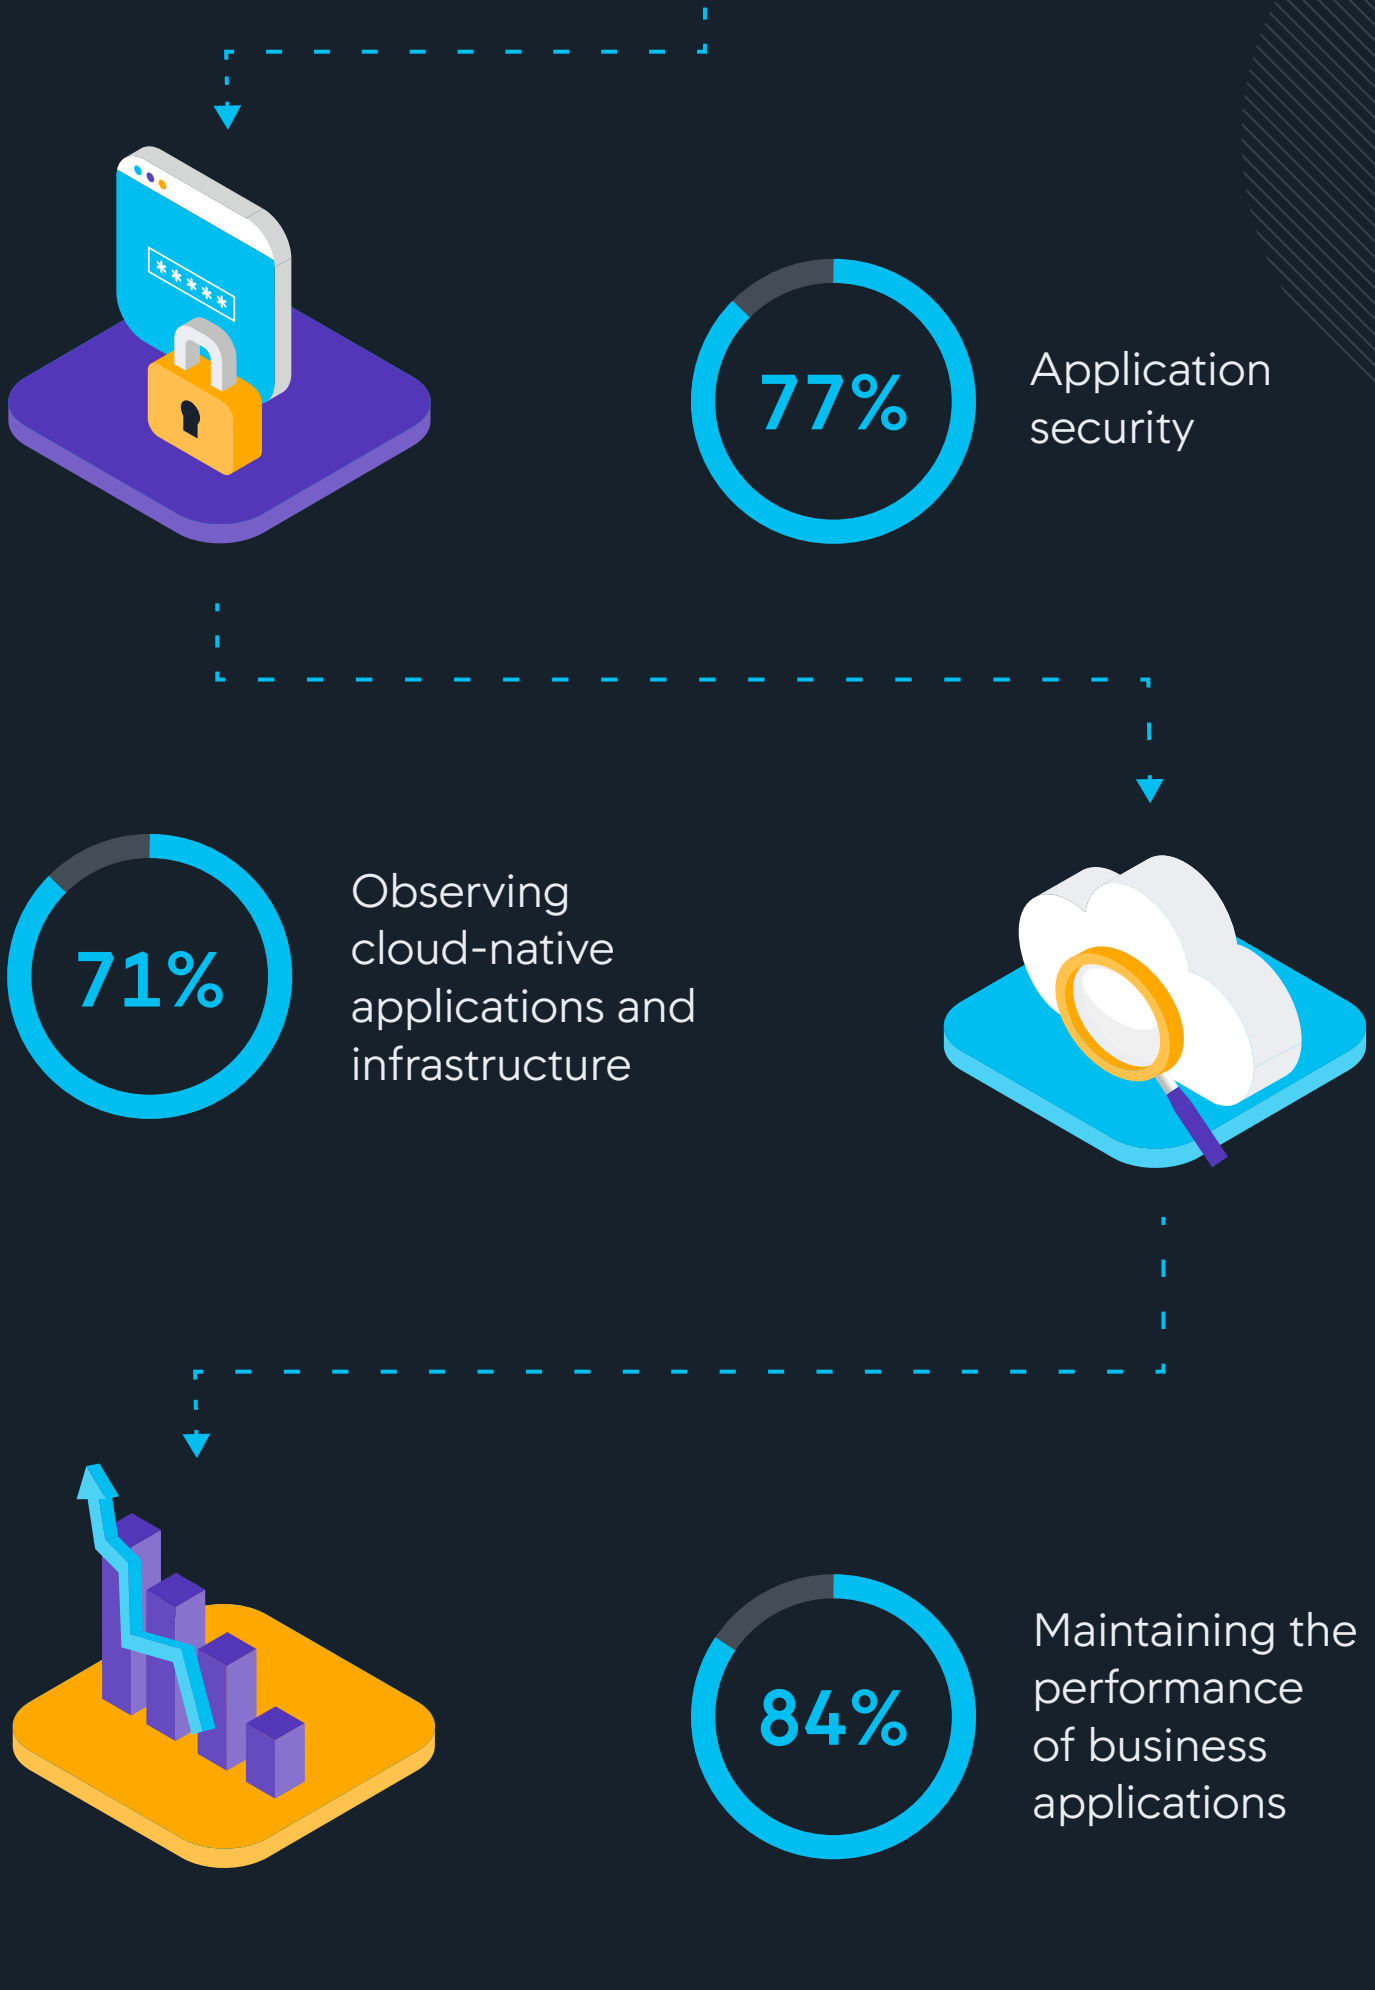 *****
77%
Application
security
71%
Observing
cloud-native
applications and
infrastructure
84%
Maintaining the
performance
of business
applications